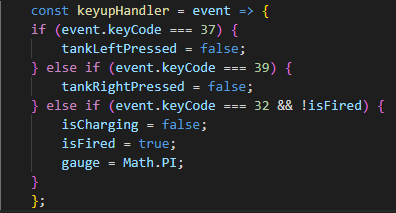 const keyupHandler = event => {
if (event.keyCode === 37) {
    tankLeftPressed = false;
} else if (event.keyCode === 39) {
    tankRightPressed = false;
} else if (event.keyCode === 32 && !isFired) {
    isCharging = false;
    isFired = true;
    gauge = Math.PI;
}
};